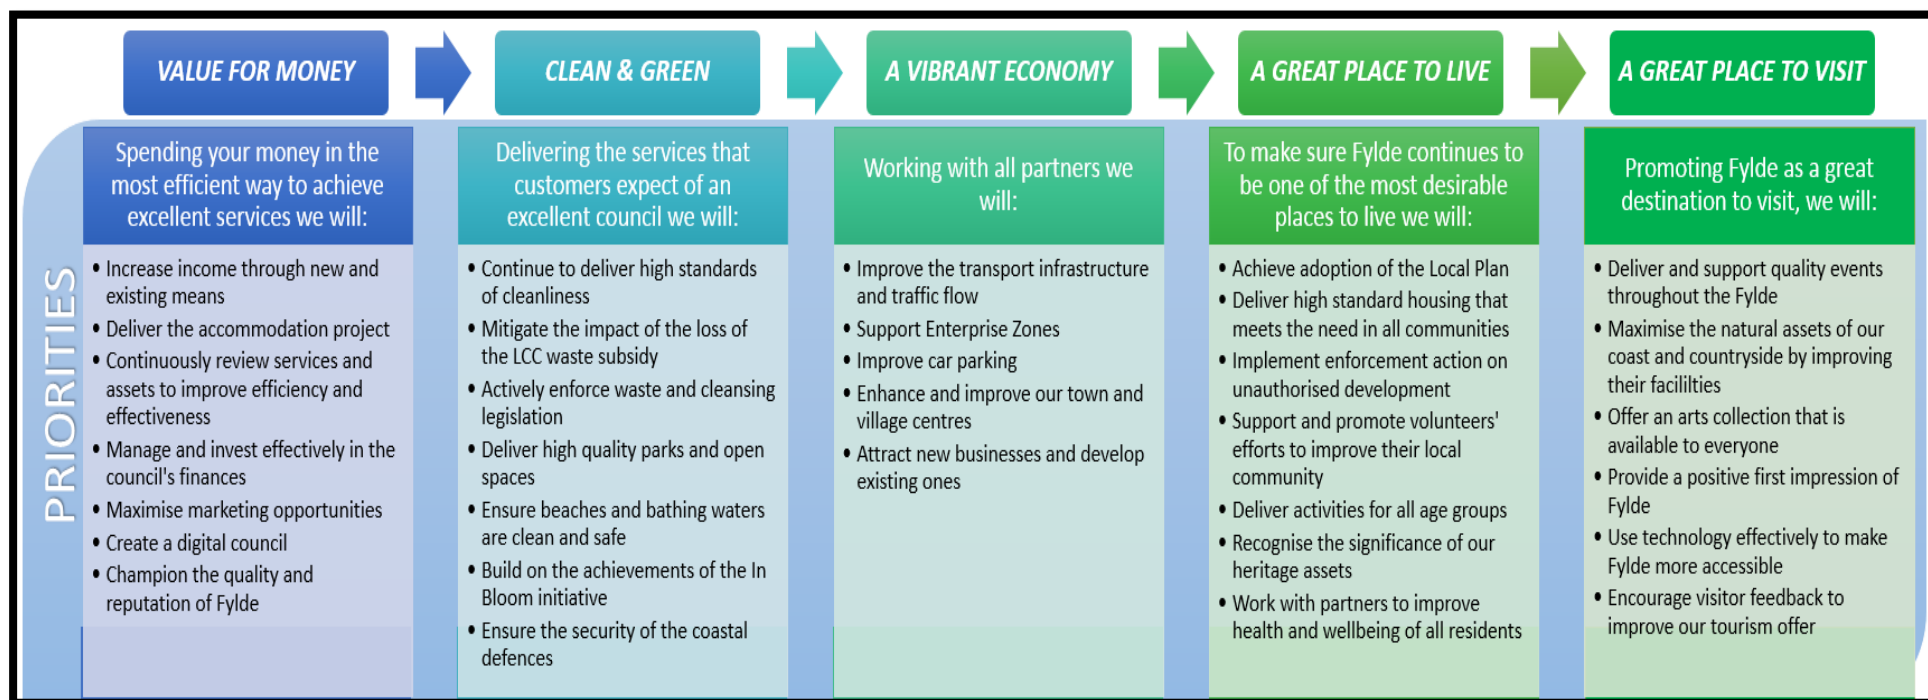 VALUE FOR MONEY
CLEAN & GREEN
A VIBRANT ECONOMY
A GREAT PLACE TO LIVE
A GREAT PLACE TO VISIT
PRIORITIES
Spending your money in the
most efficient way to achieve
excellent services we will:
• Increase income through new and
existing means
• Deliver the accommodation project
• Continuously review services and
assets to improve efficiency and
effectiveness
• Manage and invest effectively in the
council's finances
• Maximise marketing opportunities
• Create a digital council
• Champion the quality and
reputation of Fylde
Delivering the services that
customers expect of an
excellent council we will:
• Continue to deliver high standards
of cleanliness
• Mitigate the impact of the loss of
the LCC waste subsidy
• Actively enforce waste and cleansing
legislation
• Deliver high quality parks and open
spaces
• Ensure beaches and bathing waters
are clean and safe
• Build on the achievements of the In
Bloom initiative
• Ensure the security of the coastal
defences
Working with all partners we
will:
• Improve the transport infrastructure
and traffic flow
• Support Enterprise Zones
• Improve car parking
• Enhance and improve our town and
village centres
• Attract new businesses and develop
existing ones
To make sure Fylde continues to
be one of the most desirable
places to live we will:
• Achieve adoption of the Local Plan
• Deliver high standard housing that
meets the need in all communities
• Implement enforcement action on
unauthorised development
• Support and promote volunteers'
efforts to improve their local
community
• Deliver activities for all age groups
• Recognise the significance of our
heritage assets
• Work with partners to improve
health and wellbeing of all residents
Promoting Fylde as a great
destination to visit, we will:
• Deliver and support quality events
throughout the Fylde
• Maximise the natural assets of our
coast and countryside by improving
their facililties
• Offer an arts collection that is
available to everyone
• Provide a positive first impression of
Fylde
• Use technology effectively to make
Fylde more accessible
• Encourage visitor feedback to
improve our tourism offer